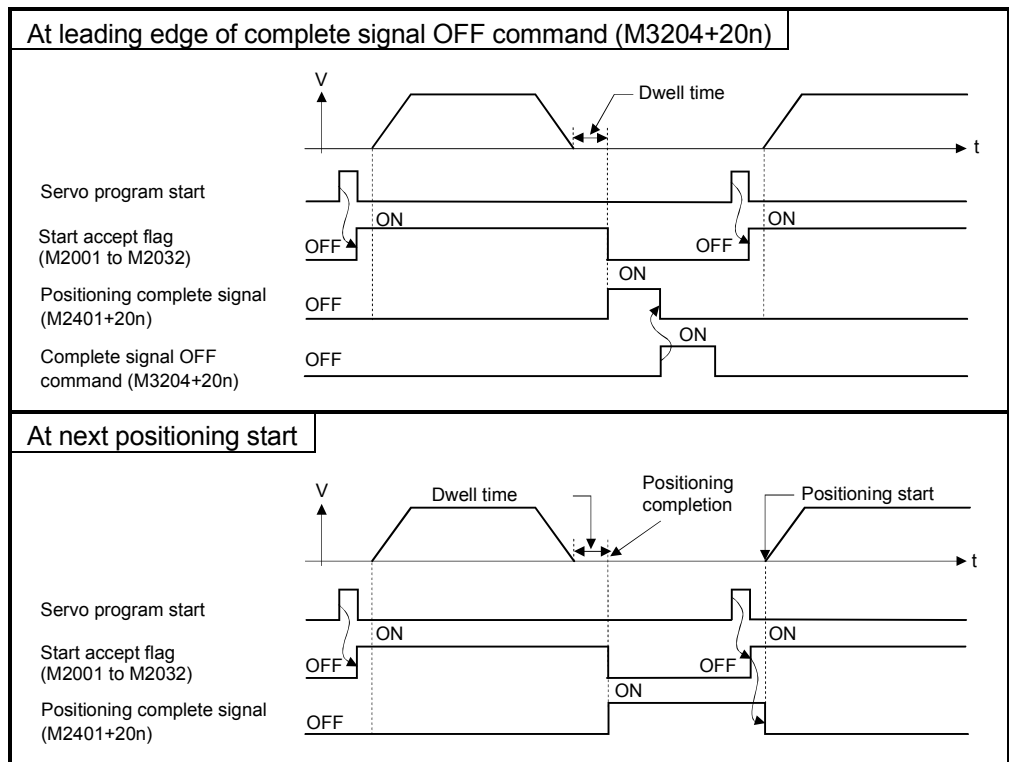 At leading edge of complete signal OFF command (M3204+20n)
V
Dwell time
t
Servo program start
ON
ON
Start accept flag
(M2001 to M2032)
OFF
OFF
ON
Positioning complete signal
(M2401+20n)
OFF
ON
Complete signal OFF
command (M3204+20n)
OFF
At next positioning start
V
Dwell time
Positioning
completion
Positioning start
t
Servo program start
ON
ON
Start accept flag
(M2001 to M2032)
OFF
OFF
ON
Positioning complete signal
(M2401+20n)
OFF